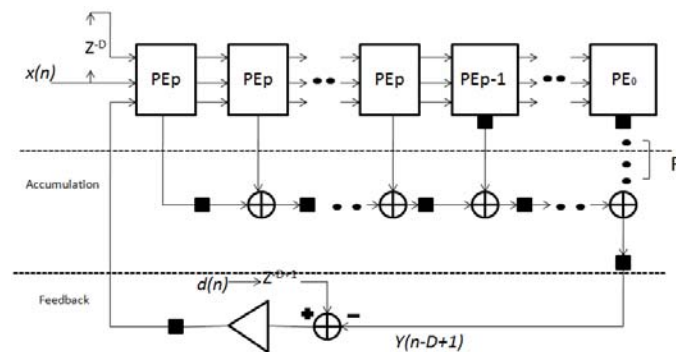 Z-D
x(n)
PEp PEp PEp PEp-1 PE0
Accumulation
Feedback
d(n) Z-D+1
+ −
Y(n-D+1)